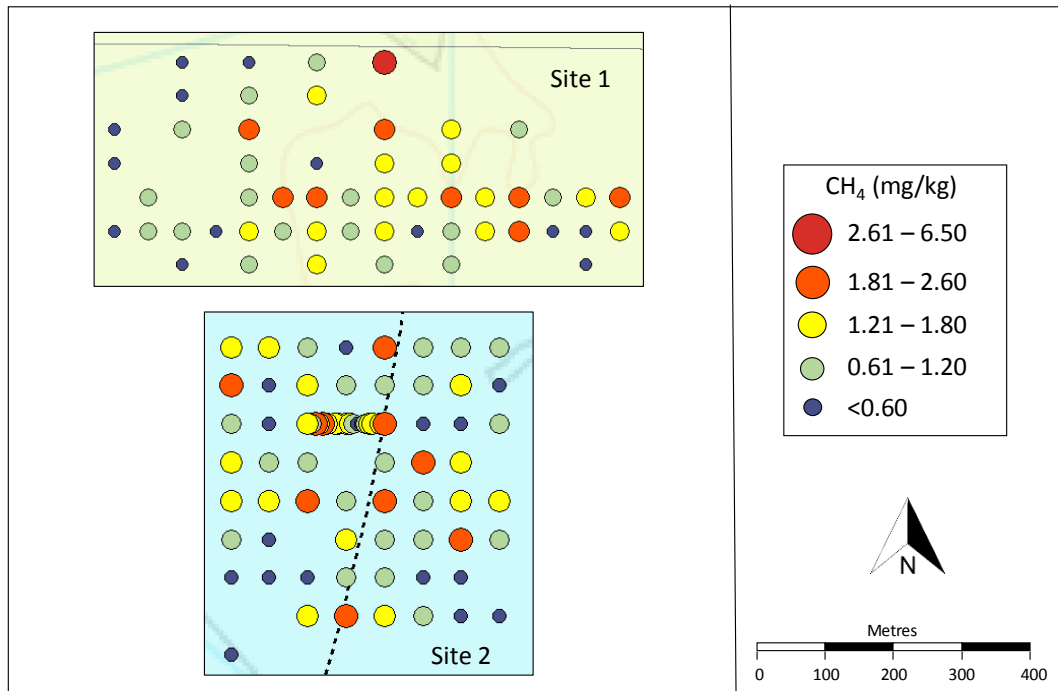 Site 1
Site 2
CH₄ (mg/kg)
2.61 – 6.50
1.81 – 2.60
1.21 – 1.80
0.61 – 1.20
<0.60
N
Metres
0 100 200 300 400